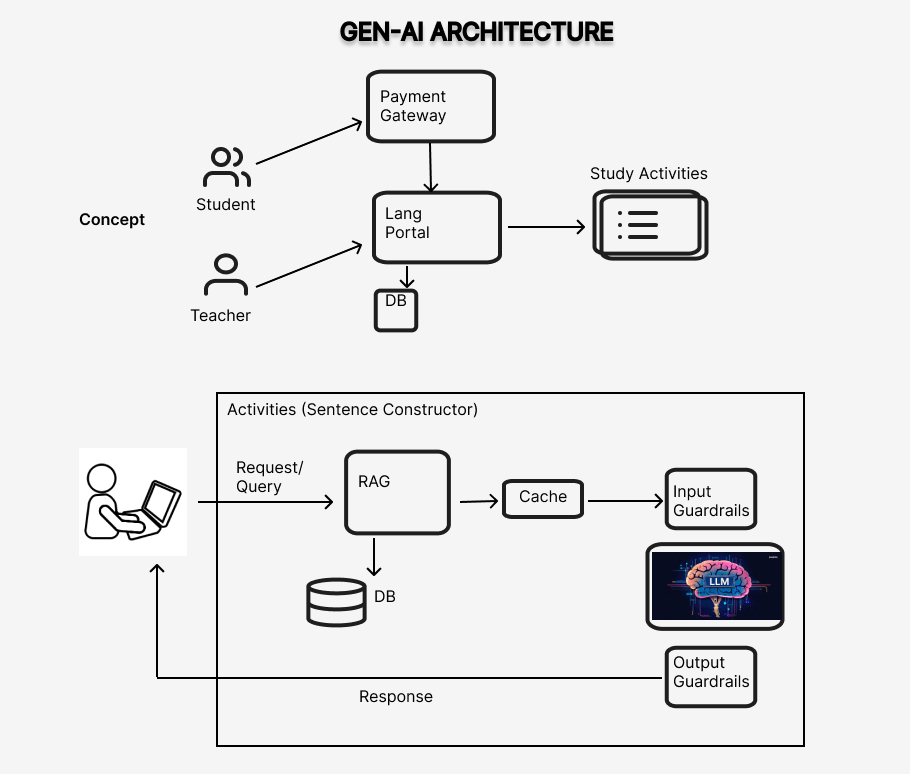 GEN-AI ARCHITECTURE
Payment
Gateway
Student
Study Activities
Concept
Lang
Portal
Teacher
DB
Activities (Sentence Constructor)
Request/
Query
RAG
Cache
Input
Guardrails
LLM
DB
Output
Guardrails
Response